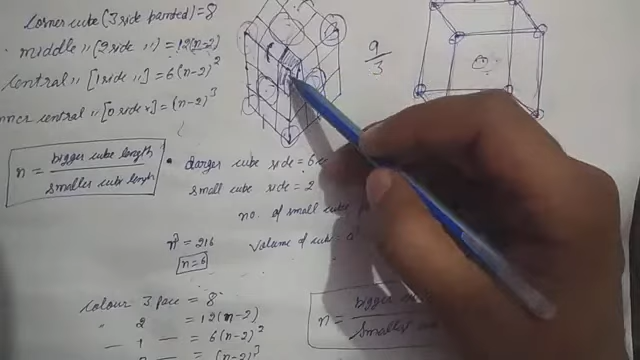 corner cube (3 side painted) = 8
middle " (2 side ") = 12(n-2)
central " [1 side "] = 6(n-2)²
inner central " [0 side x] = (n-2)³
9/3
n = bigger cube length / smaller cube length
• Larger cube side = 6
small cube side = 2
no. of small cube
n³ = 216 volume of cube = a
n = 6
colour 3 face = 8
" 2 = 12(n-2)
— 1 — = 6(n-2)²
— = (n-2)³
n =